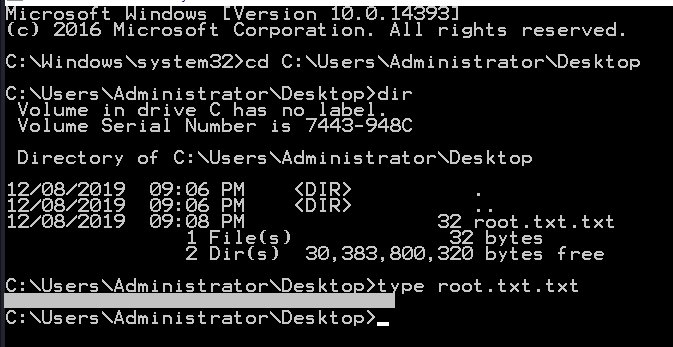 Microsoft Windows [Version 10.0.14393]
(c) 2016 Microsoft Corporation. All rights reserved.
C:\Windows\system32>cd C:\Users\Administrator\Desktop
C:\Users\Administrator\Desktop>dir
Volume in drive C has no label.
Volume Serial Number is 7443-948C
Directory of C:\Users\Administrator\Desktop
12/08/2019 09:06 PM <DIR> .
12/08/2019 09:06 PM <DIR> ..
12/08/2019 09:08 PM 32 root.txt.txt
1 File(s) 32 bytes
2 Dir(s) 30,383,800,320 bytes free
C:\Users\Administrator\Desktop>type root.txt.txt
C:\Users\Administrator\Desktop>